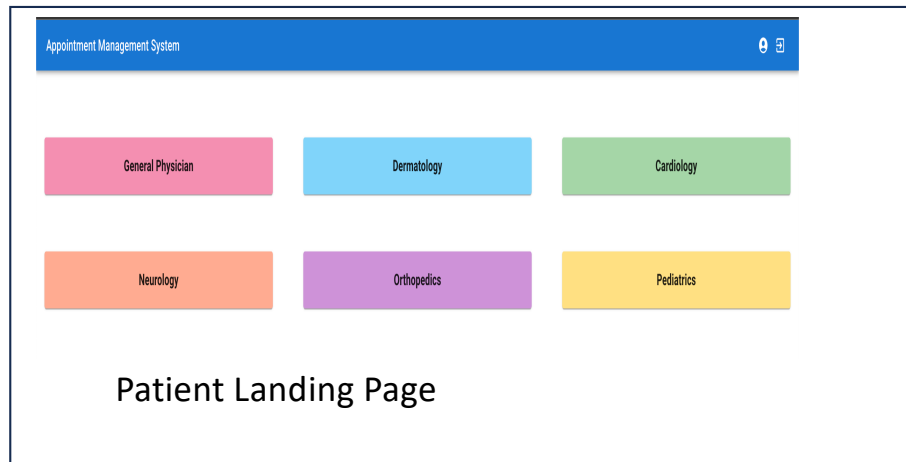 Appointment Management System
General Physician Dermatology Cardiology
Neurology Orthopedics Pediatrics
Patient Landing Page